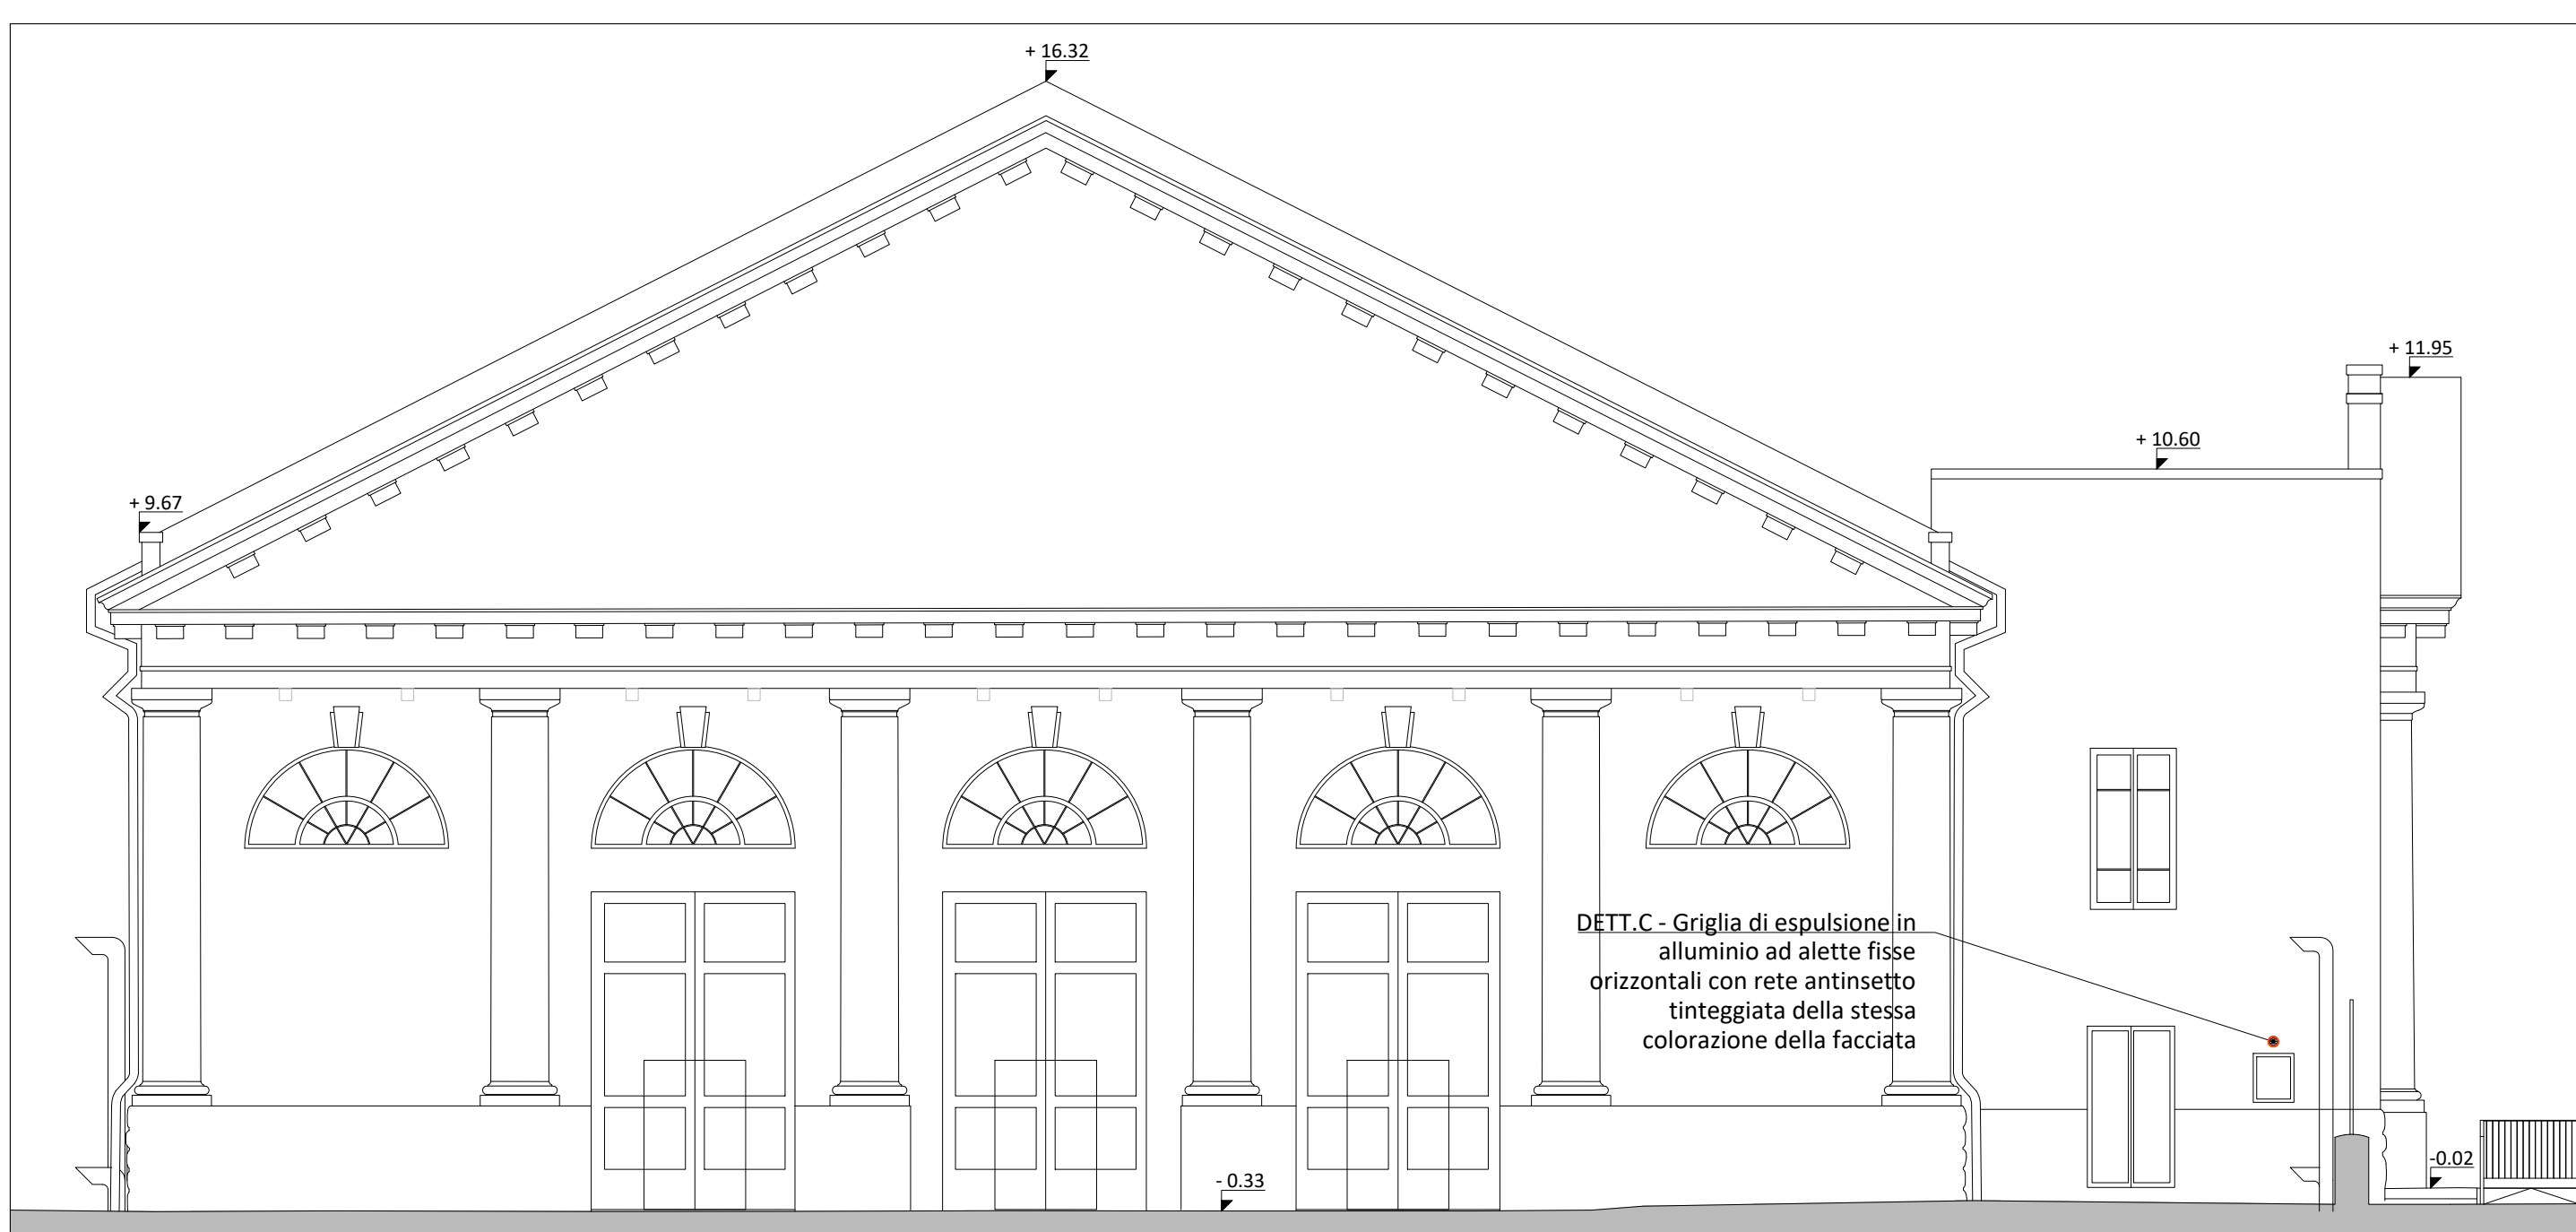 + 16.32
+ 11.95
+ 10.60
+ 9.67
DETT.C - Griglia di espulsione in
alluminio ad alette fisse
orizzontali con rete antinsetto
tinteggiata della stessa
colorazione della facciata
-0.02
- 0.33